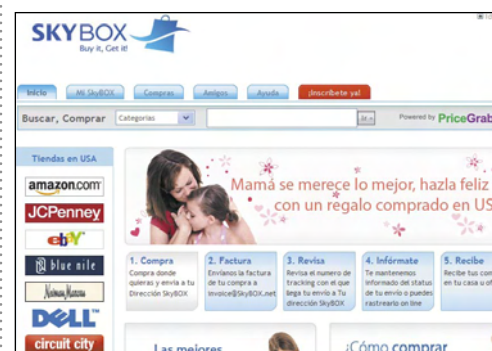 SKYBOX
Buy it, Get it!
Inicio
Mi SkyBOX
Compras
Amigos
Ayuda
¡Inscríbete ya!
Buscar, Comprar
Categorias
Powered by PriceGrab
Tiendas en USA
amazon.com
JCPenney
ebY
blue nile
Neiman Marcus
DELL
circuit city
Mamá se merece lo mejor, hazla feliz
con un regalo comprado en US
1. Compra
Compra donde
quieras y envia a tu
Dirección SkyBOX
2. Factura
Envíanos la factura
de tu compra a
invoice@SkyBOX.net
3. Revisa
Revisa el numero de
tracking con el que
llega tu envío a Tu
dirección SkyBOX
4. Infórmate
Te mantenemos
informado del status
de tu envío o puedes
rastrearlo on line
5. Recibe
Recibe tus com
en tu casa u of
Las mejores
¿Cómo comprar